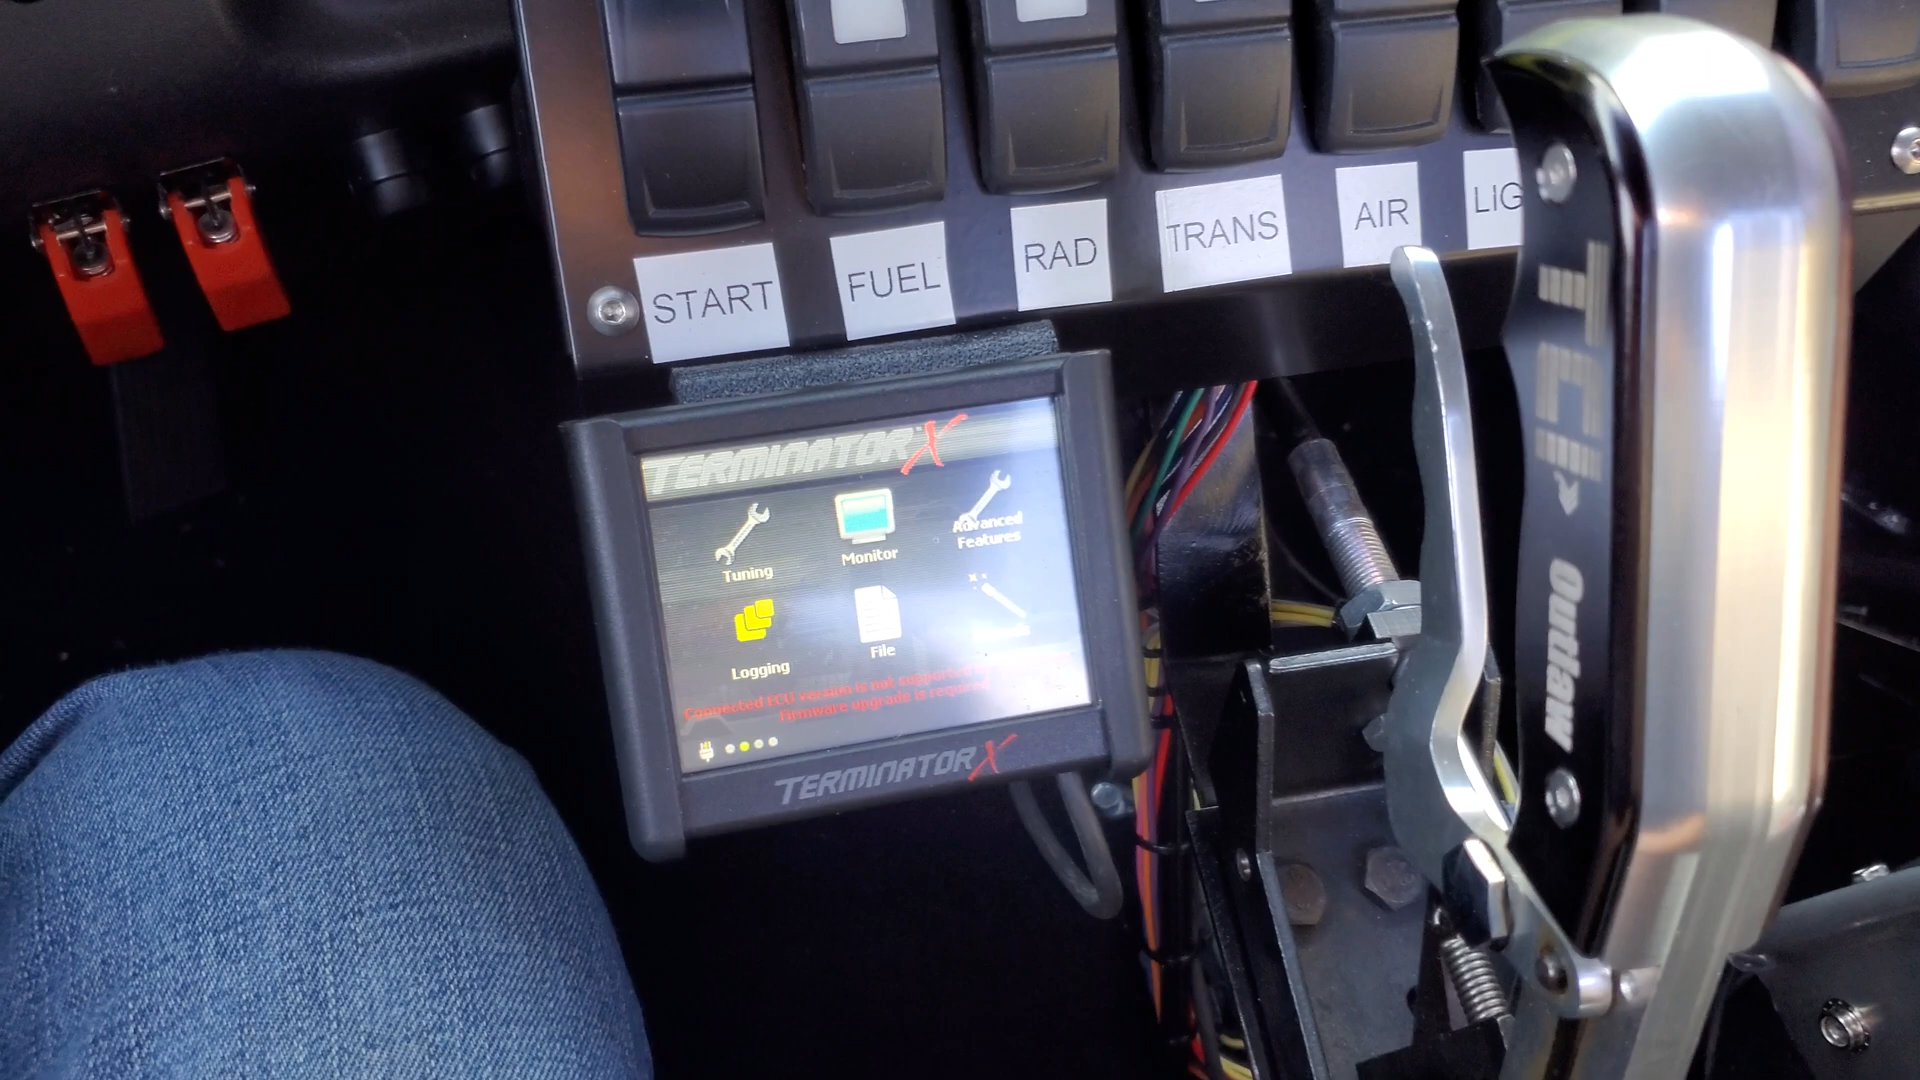 START
FUEL
RAD
TRANS
AIR
LIG
TERMINATOR X
Tuning
Monitor
Advanced
Features
Logging
File
Connected ECU version is not supported
Firmware upgrade is required
TERMINATOR X
TCI
Outlaw